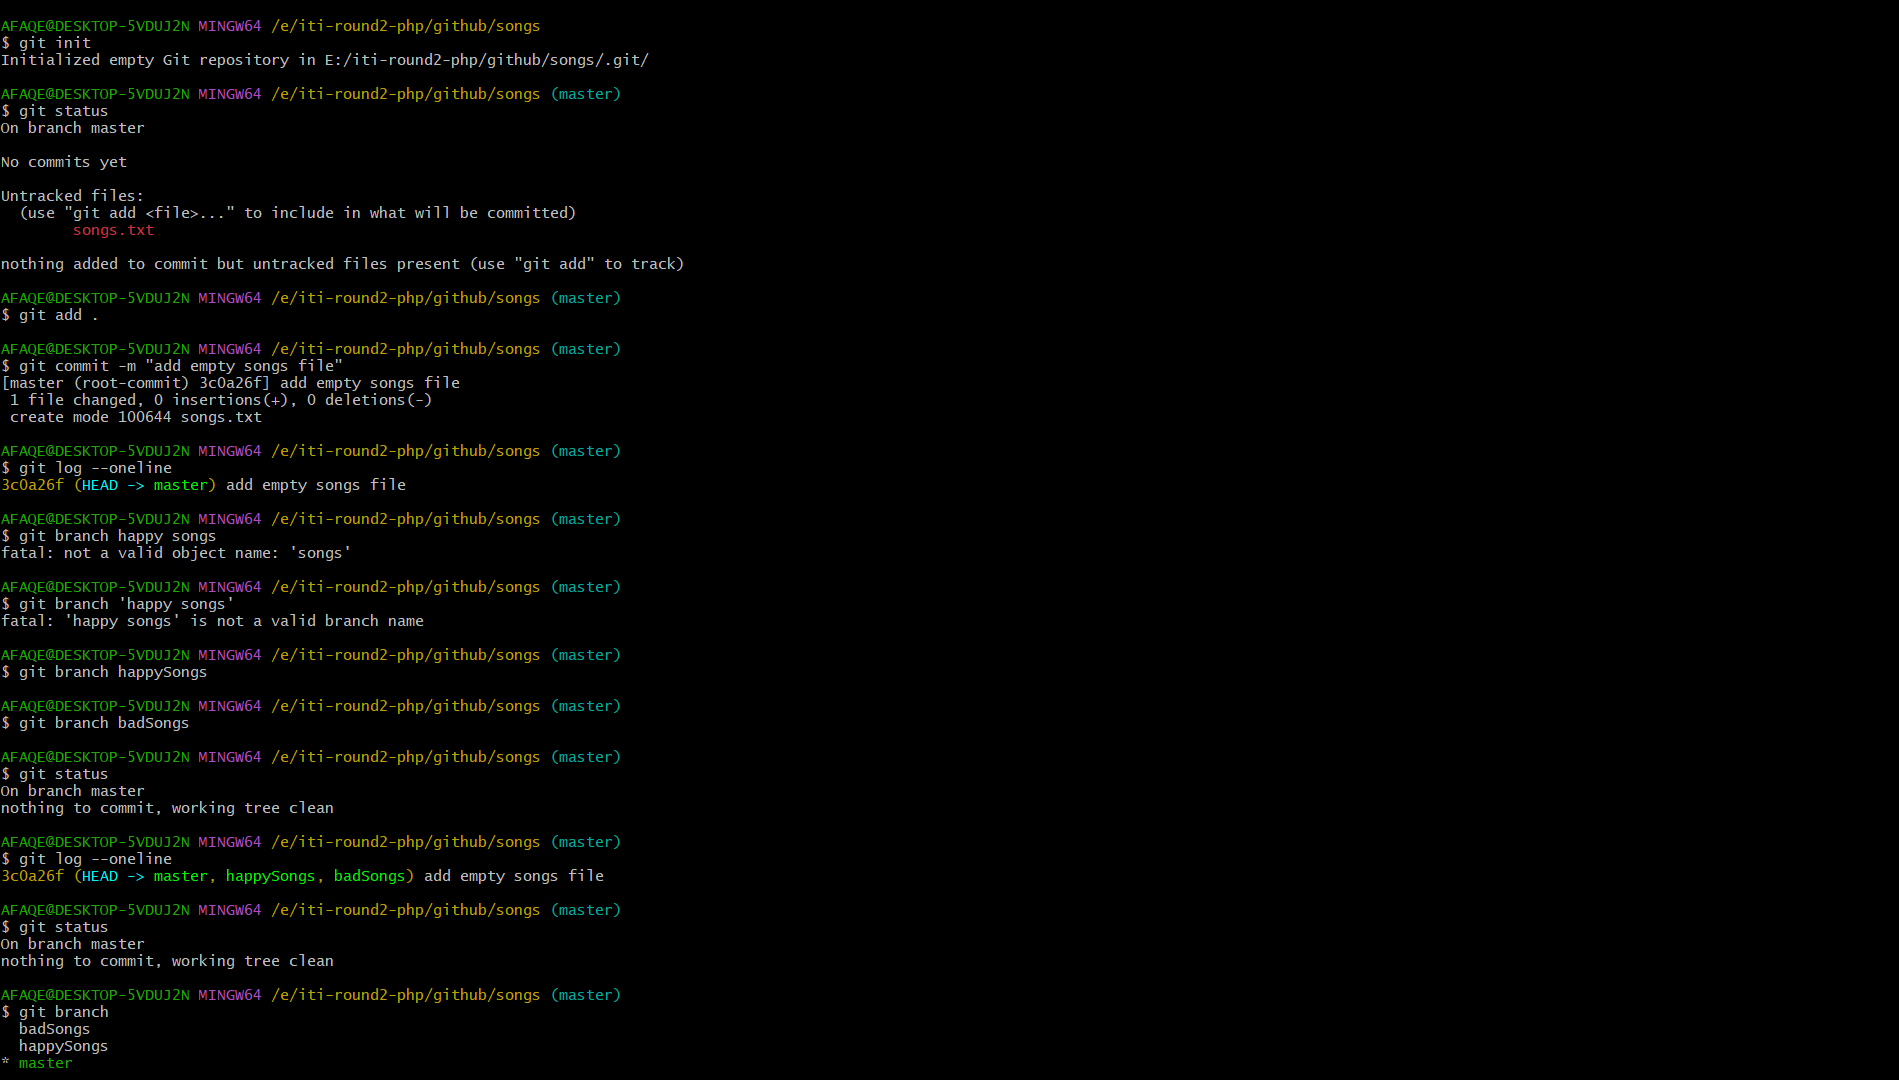 AFAQE@DESKTOP-5VDUJ2N MINGW64 /e/iti-round2-php/github/songs
$ git init
Initialized empty Git repository in E:/iti-round2-php/github/songs/.git/

AFAQE@DESKTOP-5VDUJ2N MINGW64 /e/iti-round2-php/github/songs (master)
$ git status
On branch master

No commits yet

Untracked files:
  (use "git add <file>..." to include in what will be committed)
        songs.txt

nothing added to commit but untracked files present (use "git add" to track)

AFAQE@DESKTOP-5VDUJ2N MINGW64 /e/iti-round2-php/github/songs (master)
$ git add .

AFAQE@DESKTOP-5VDUJ2N MINGW64 /e/iti-round2-php/github/songs (master)
$ git commit -m "add empty songs file"
[master (root-commit) 3c0a26f] add empty songs file
 1 file changed, 0 insertions(+), 0 deletions(-)
 create mode 100644 songs.txt

AFAQE@DESKTOP-5VDUJ2N MINGW64 /e/iti-round2-php/github/songs (master)
$ git log --oneline
3c0a26f (HEAD -> master) add empty songs file

AFAQE@DESKTOP-5VDUJ2N MINGW64 /e/iti-round2-php/github/songs (master)
$ git branch happy songs
fatal: not a valid object name: 'songs'

AFAQE@DESKTOP-5VDUJ2N MINGW64 /e/iti-round2-php/github/songs (master)
$ git branch 'happy songs'
fatal: 'happy songs' is not a valid branch name

AFAQE@DESKTOP-5VDUJ2N MINGW64 /e/iti-round2-php/github/songs (master)
$ git branch happySongs

AFAQE@DESKTOP-5VDUJ2N MINGW64 /e/iti-round2-php/github/songs (master)
$ git branch badSongs

AFAQE@DESKTOP-5VDUJ2N MINGW64 /e/iti-round2-php/github/songs (master)
$ git status
On branch master
nothing to commit, working tree clean

AFAQE@DESKTOP-5VDUJ2N MINGW64 /e/iti-round2-php/github/songs (master)
$ git log --oneline
3c0a26f (HEAD -> master, happySongs, badSongs) add empty songs file

AFAQE@DESKTOP-5VDUJ2N MINGW64 /e/iti-round2-php/github/songs (master)
$ git status
On branch master
nothing to commit, working tree clean

AFAQE@DESKTOP-5VDUJ2N MINGW64 /e/iti-round2-php/github/songs (master)
$ git branch
  badSongs
  happySongs
* master